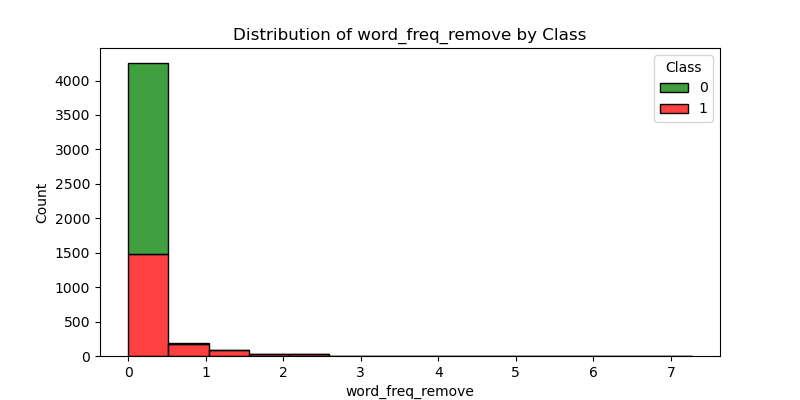 Distribution of word_freq_remove by Class
Class
0
1
4000
3500
3000
2500
2000
1500
1000
500
0
Count
0 1 2 3 4 5 6 7
word_freq_remove